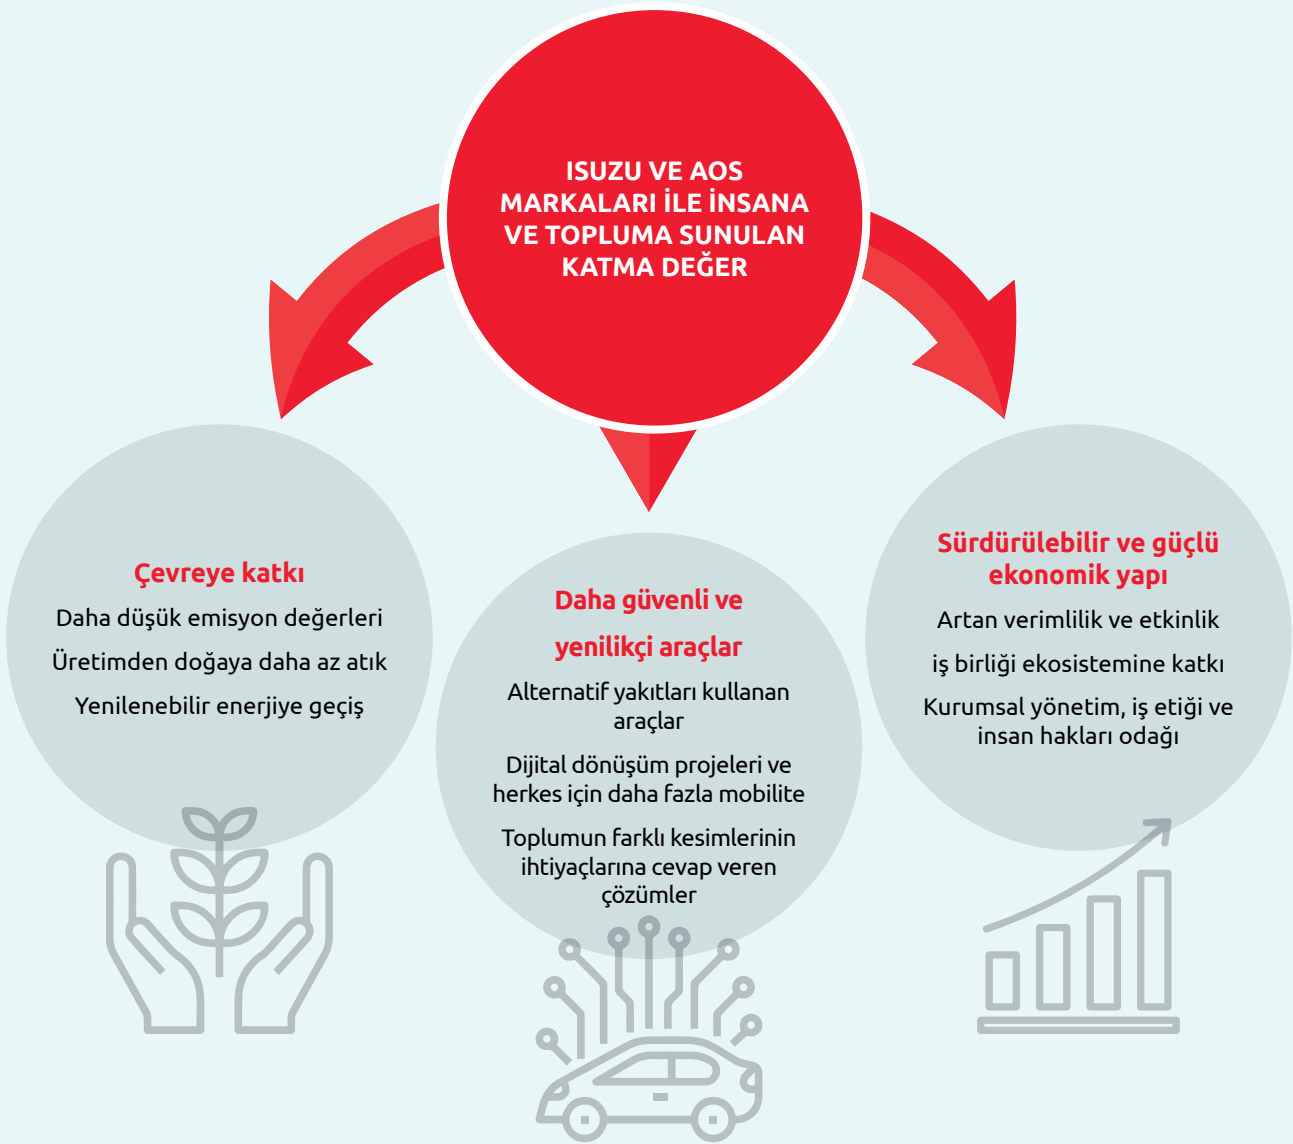 ISUZU VE AOS
MARKALARI İLE İNSANA
VE TOPLUMA SUNULAN
KATMA DEĞER
Çevreye katkı
Daha düşük emisyon değerleri
Üretimden doğaya daha az atık
Yenilenebilir enerjiye geçiş
Daha güvenli ve
yenilikçi araçlar
Alternatif yakıtları kullanan
araçlar
Dijital dönüşüm projeleri ve
herkes için daha fazla mobilite
Toplumun farklı kesimlerinin
ihtiyaçlarına cevap veren
çözümler
Sürdürülebilir ve güçlü
ekonomik yapı
Artan verimlilik ve etkinlik
iş birliği ekosistemine katkı
Kurumsal yönetim, iş etiği ve
insan hakları odağı